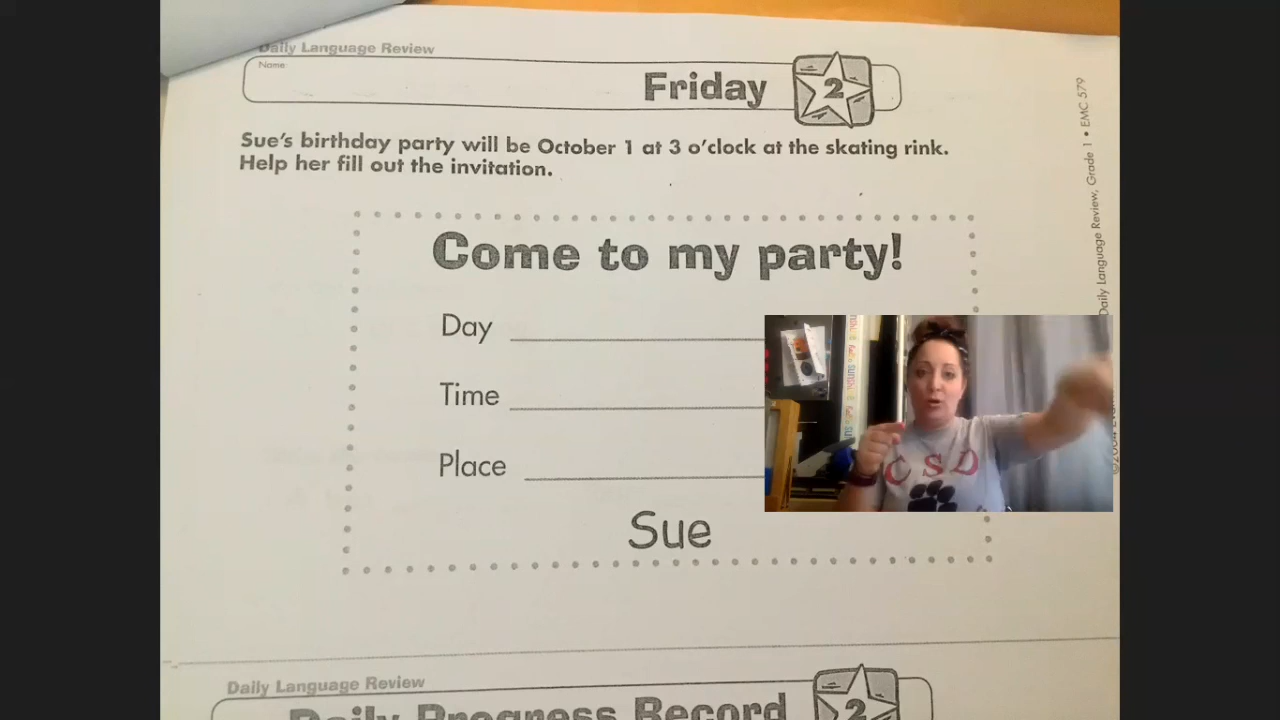 Daily Language Review
Name
Friday
2
Sue's birthday party will be October 1 at 3 o'clock at the skating rink.
Help her fill out the invitation.
Come to my party!
Day
Time
Place
Sue
Daily Language Review, Grade 1 • EMC 579
CSD
Daily Language Review
Daily Progress Record
2